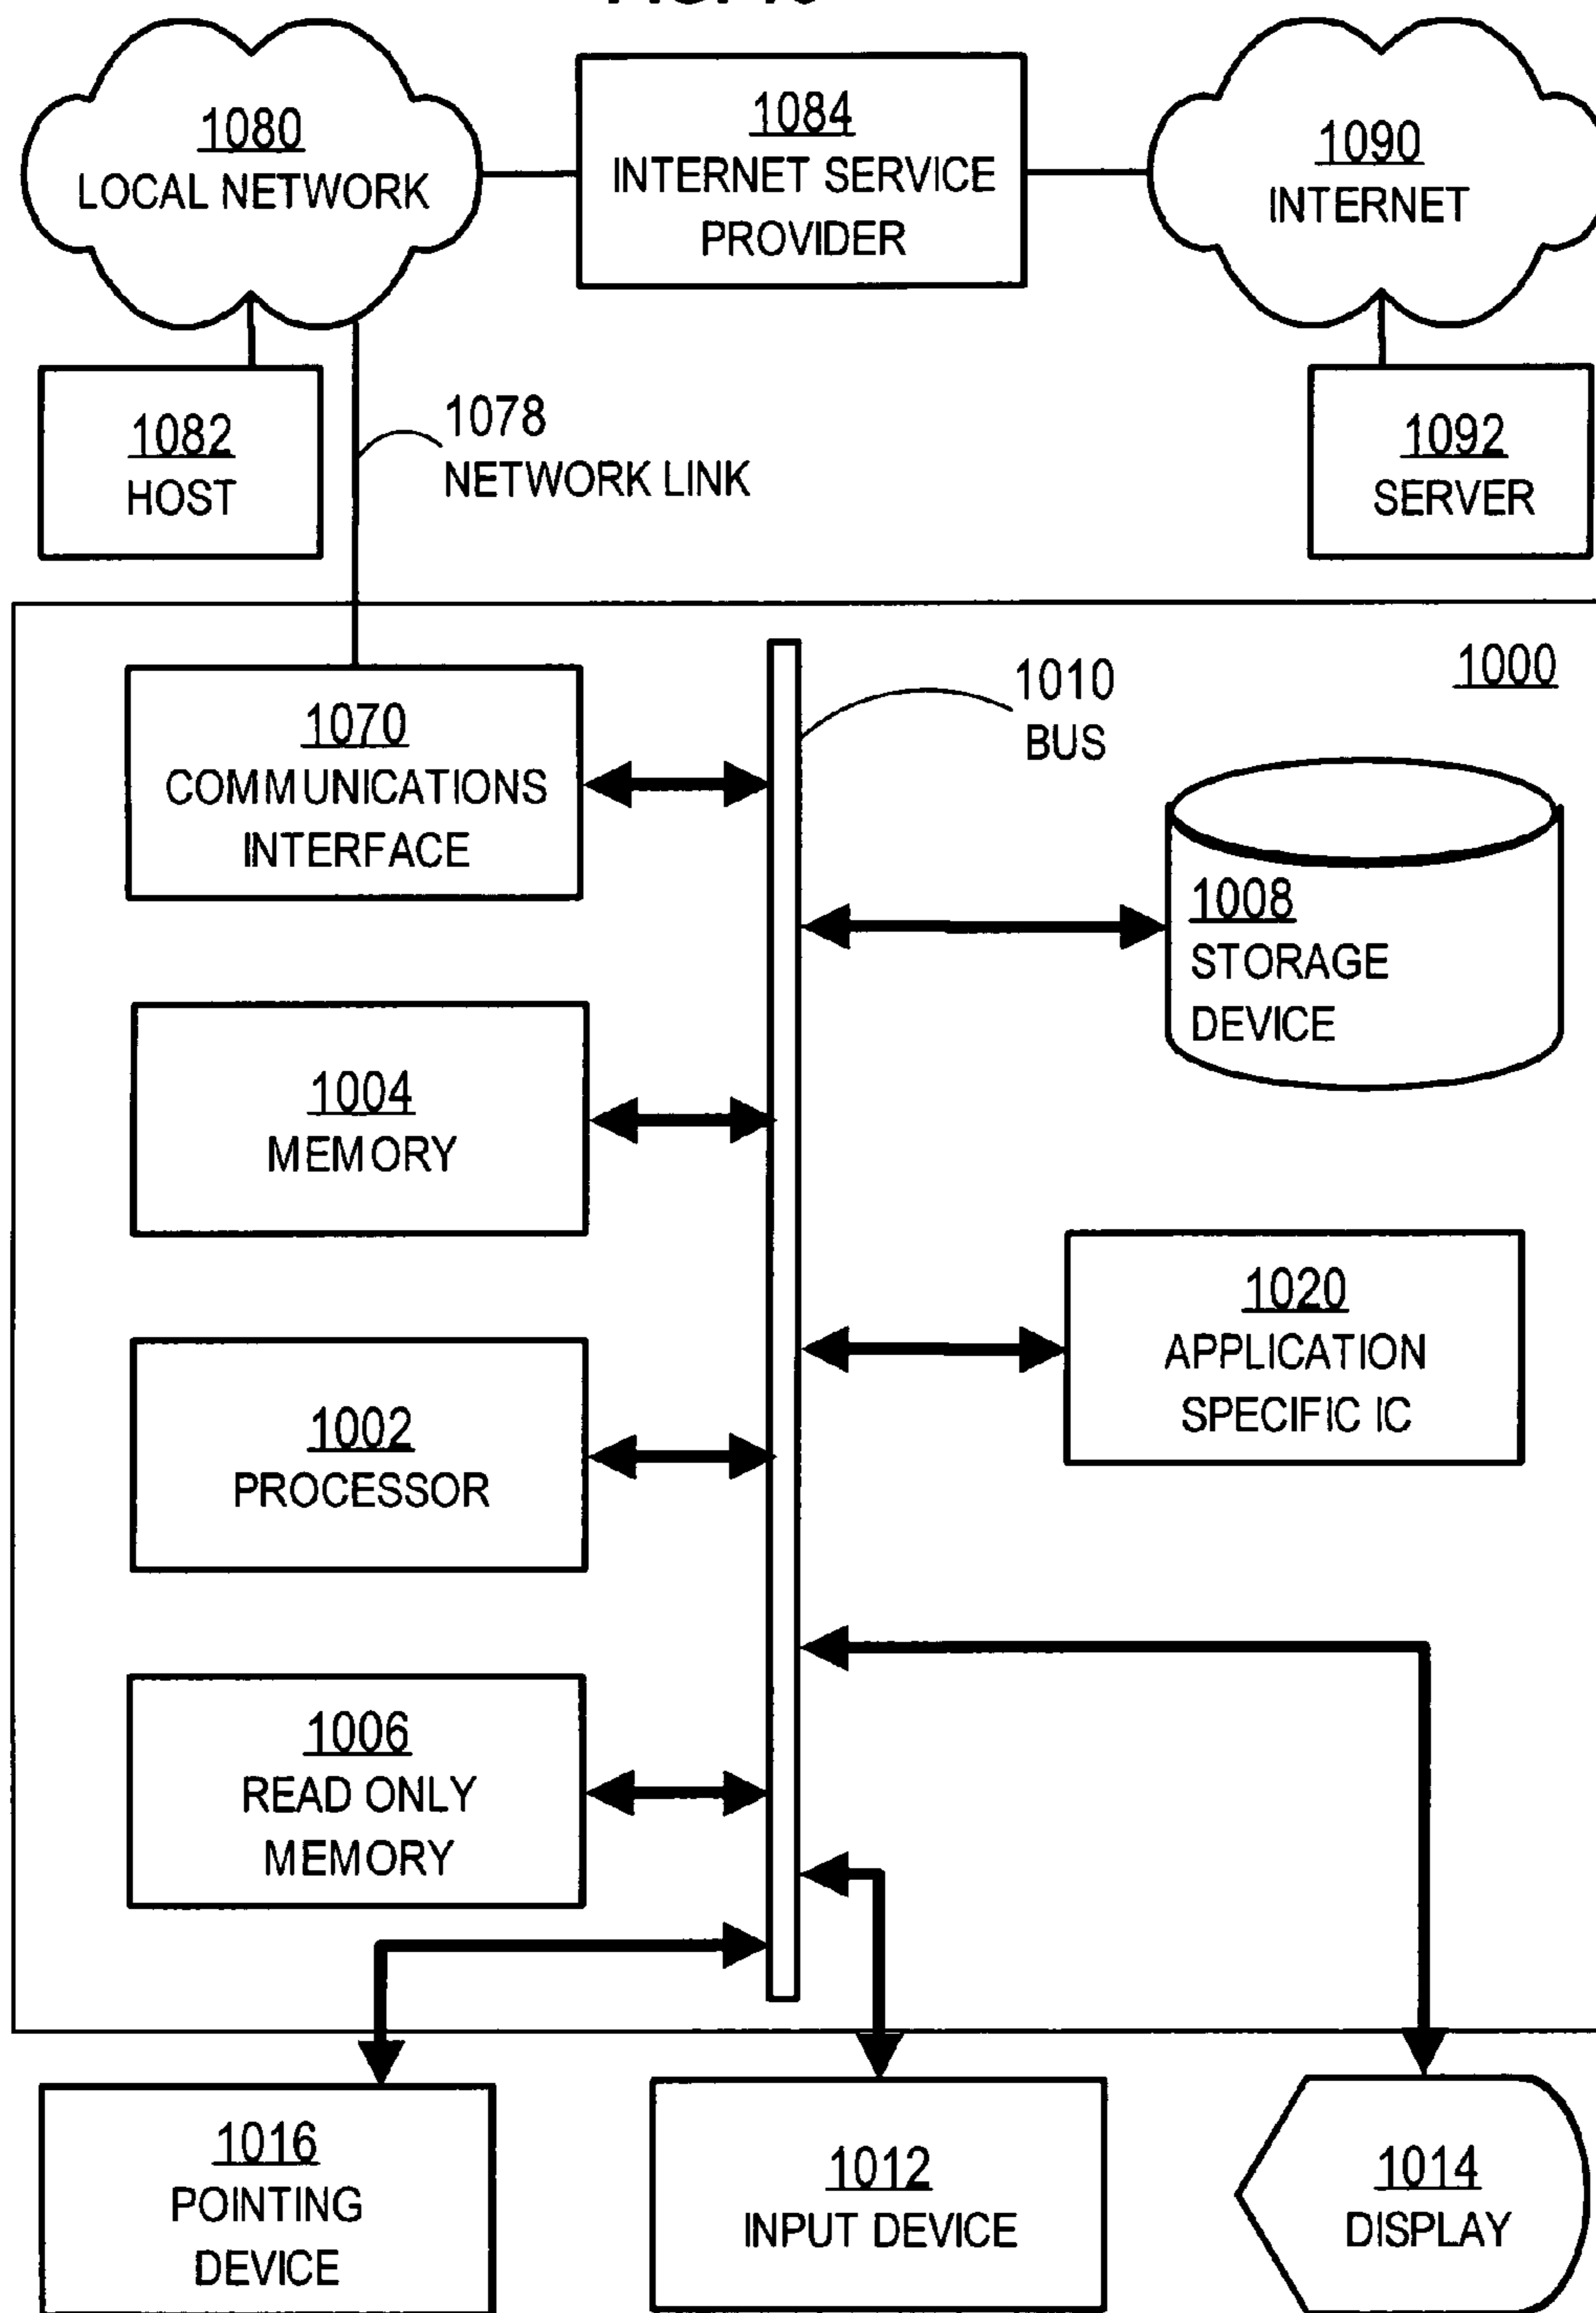 1080
LOCAL NETWORK
1084
INTERNET SERVICE
PROVIDER
1090
INTERNET
1082
HOST
1078
NETWORK LINK
1092
SERVER
1000
1070
COMMUNICATIONS
INTERFACE
1010
BUS
1008
STORAGE
DEVICE
1004
MEMORY
1020
APPLICATION
SPECIFIC IC
1002
PROCESSOR
1006
READ ONLY
MEMORY
1016
POINTING
DEVICE
1012
INPUT DEVICE
1014
DISPLAY